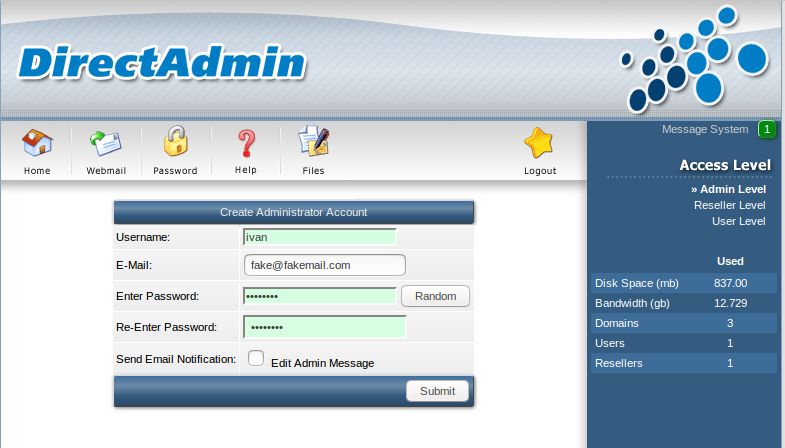 DirectAdmin
Message System 1
Home Webmail Password Help Files Logout
Access Level
» Admin Level
Reseller Level
User Level
Create Administrator Account
Username: ivan
E-Mail: fake@fakemail.com
Enter Password: •••••••• Random
Re-Enter Password: ••••••••
Send Email Notification: Edit Admin Message
Submit
Used
Disk Space (mb) 837.00
Bandwidth (gb) 12.729
Domains 3
Users 1
Resellers 1